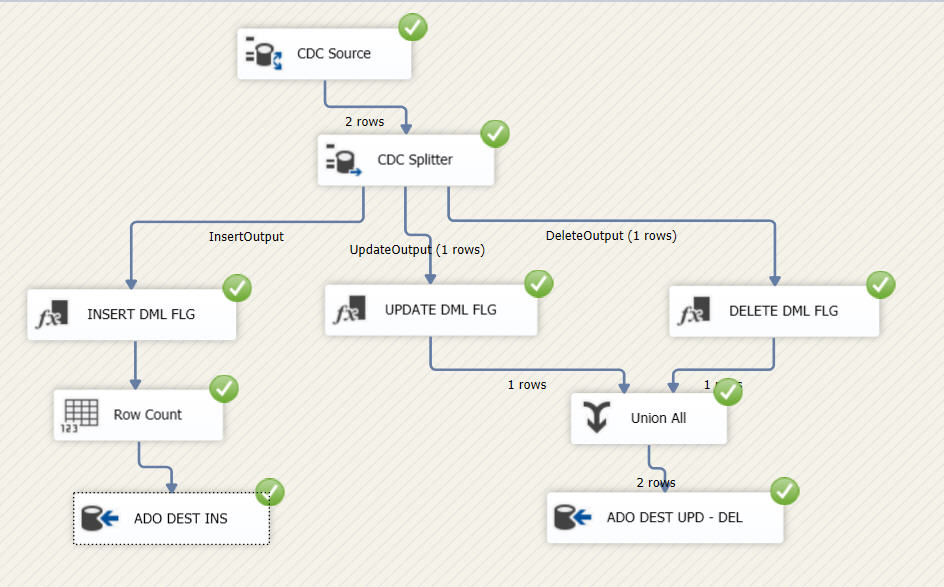 CDC Source
2 rows
CDC Splitter
InsertOutput
UpdateOutput (1 rows)
DeleteOutput (1 rows)
INSERT DML FLG
UPDATE DML FLG
DELETE DML FLG
1 rows
1 rows
Row Count
123
Union All
2 rows
ADO DEST INS
ADO DEST UPD - DEL